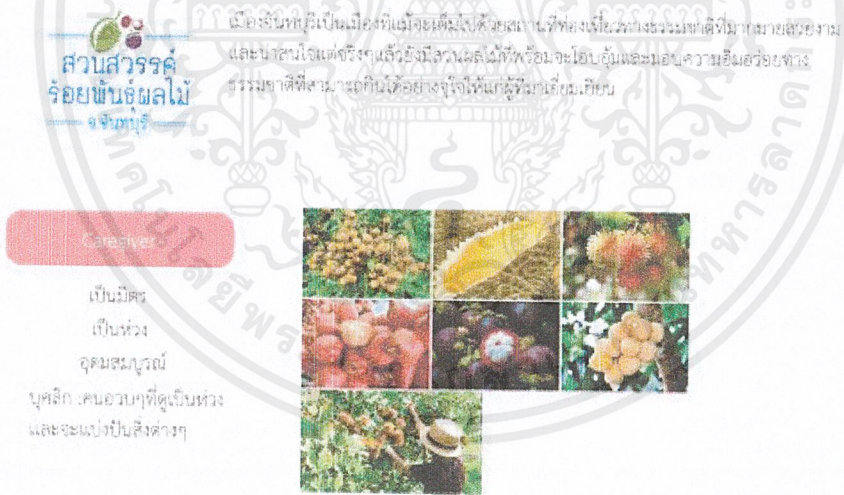 สวนสวรรค์
ร้อยพันธุ์ผลไม้
จ.จันทบุรี
เมืองจันทบุรีเป็นเมืองที่แม้จะเต็มไปด้วยสถานที่ท่องเที่ยวทางธรรมชาติที่มากมายสวยงาม
และน่าสนใจแต่จริงๆแล้วยังมีสวนผลไม้ที่พร้อมจะโอบอุ้มและมอบความอิ่มอร่อยทาง
ธรรมชาติที่สามารถกินได้อย่างจุใจให้แก่ผู้ที่มาเยี่ยมเยียน
Caregiver
เป็นมิตร
เป็นห่วง
อุดมสมบูรณ์
บุคลิก :คนอวบๆที่ดูเป็นห่วง
และจะแบ่งปันสิ่งต่างๆ